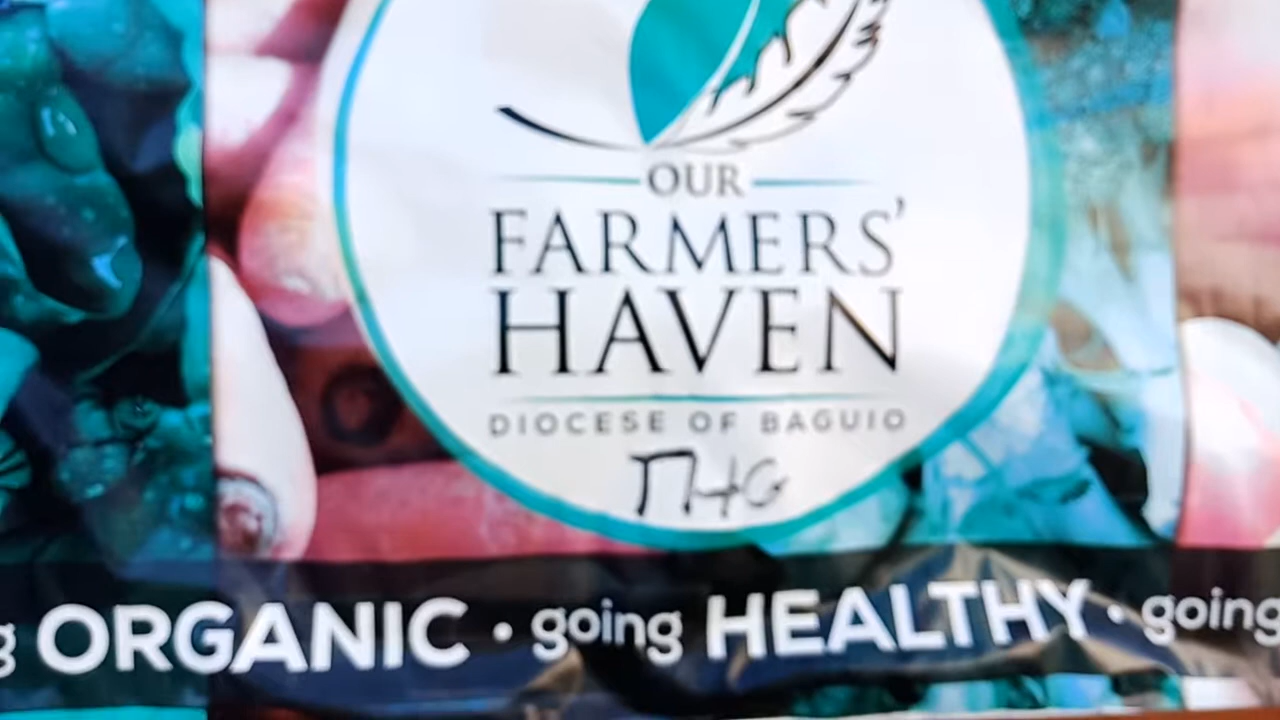 OUR
FARMERS'
HAVEN
DIOCESE OF BAGUIO
ORGANIC · going HEALTHY · going